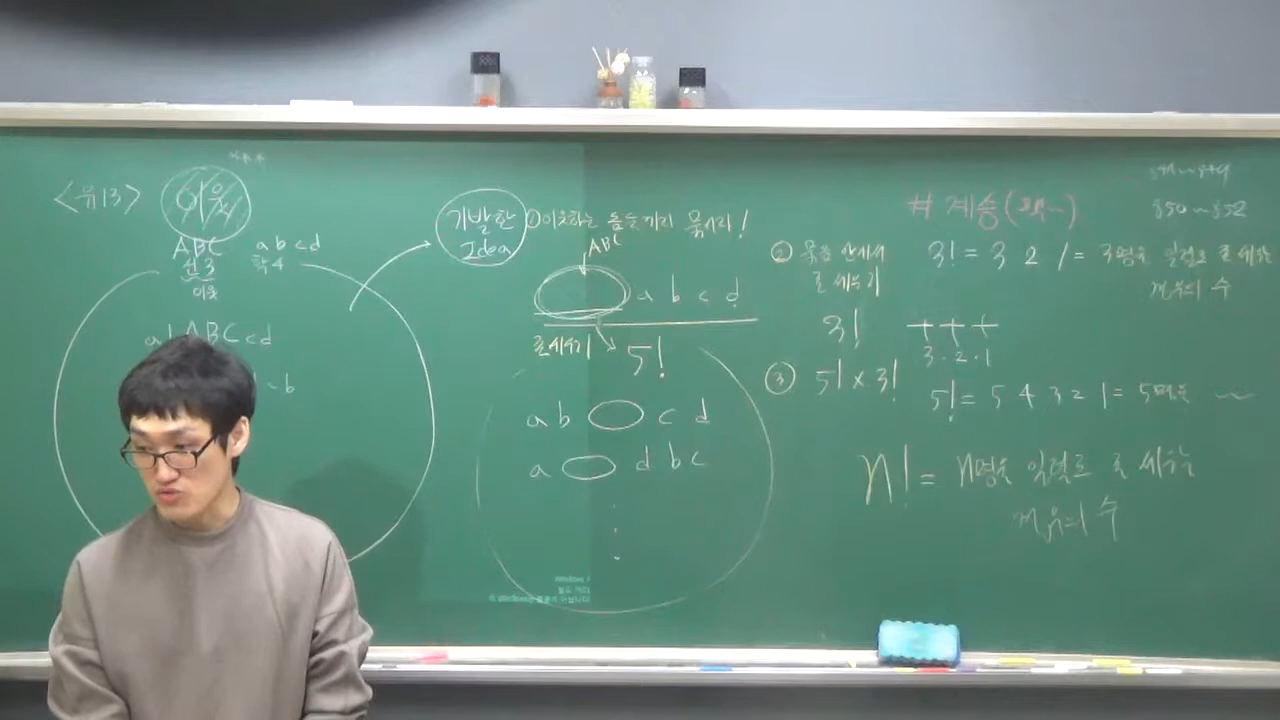 <유13>
이웃
ABC
선3
이웃
a b c d
학4
ABC cd
b
기발한
Idea
① 이웃하는 놈들끼리 묶어라!
ABC
a b c d
줄세우기
5!
a b c d
a d b c
② 묶음 안에서
줄 세우기
3!
③ 5! × 3!
# 계승
850~852
3! = 3 2 1 = 3명을 일렬로 줄 세우는
경우의 수
3·2·1
5! = 5 4 3 2 1 = 5명을 ~
n! = n명을 일렬로 줄 세우는
경우의 수